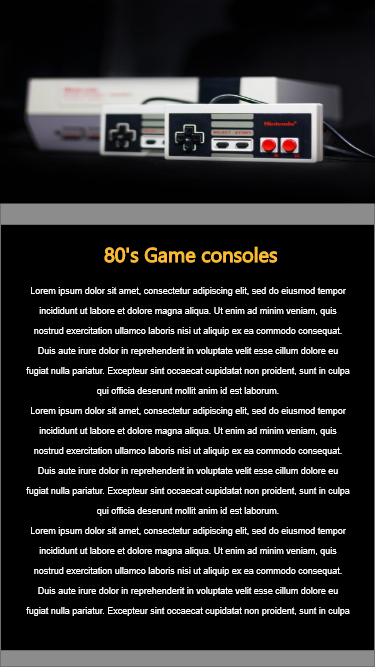 Nintendo
SELECT START
80's Game consoles
Lorem ipsum dolor sit amet, consectetur adipiscing elit, sed do eiusmod tempor
incididunt ut labore et dolore magna aliqua. Ut enim ad minim veniam, quis
nostrud exercitation ullamco laboris nisi ut aliquip ex ea commodo consequat.
Duis aute irure dolor in reprehenderit in voluptate velit esse cillum dolore eu
fugiat nulla pariatur. Excepteur sint occaecat cupidatat non proident, sunt in culpa
qui officia deserunt mollit anim id est laborum.
Lorem ipsum dolor sit amet, consectetur adipiscing elit, sed do eiusmod tempor
incididunt ut labore et dolore magna aliqua. Ut enim ad minim veniam, quis
nostrud exercitation ullamco laboris nisi ut aliquip ex ea commodo consequat.
Duis aute irure dolor in reprehenderit in voluptate velit esse cillum dolore eu
fugiat nulla pariatur. Excepteur sint occaecat cupidatat non proident, sunt in culpa
qui officia deserunt mollit anim id est laborum.
Lorem ipsum dolor sit amet, consectetur adipiscing elit, sed do eiusmod tempor
incididunt ut labore et dolore magna aliqua. Ut enim ad minim veniam, quis
nostrud exercitation ullamco laboris nisi ut aliquip ex ea commodo consequat.
Duis aute irure dolor in reprehenderit in voluptate velit esse cillum dolore eu
fugiat nulla pariatur. Excepteur sint occaecat cupidatat non proident, sunt in culpa